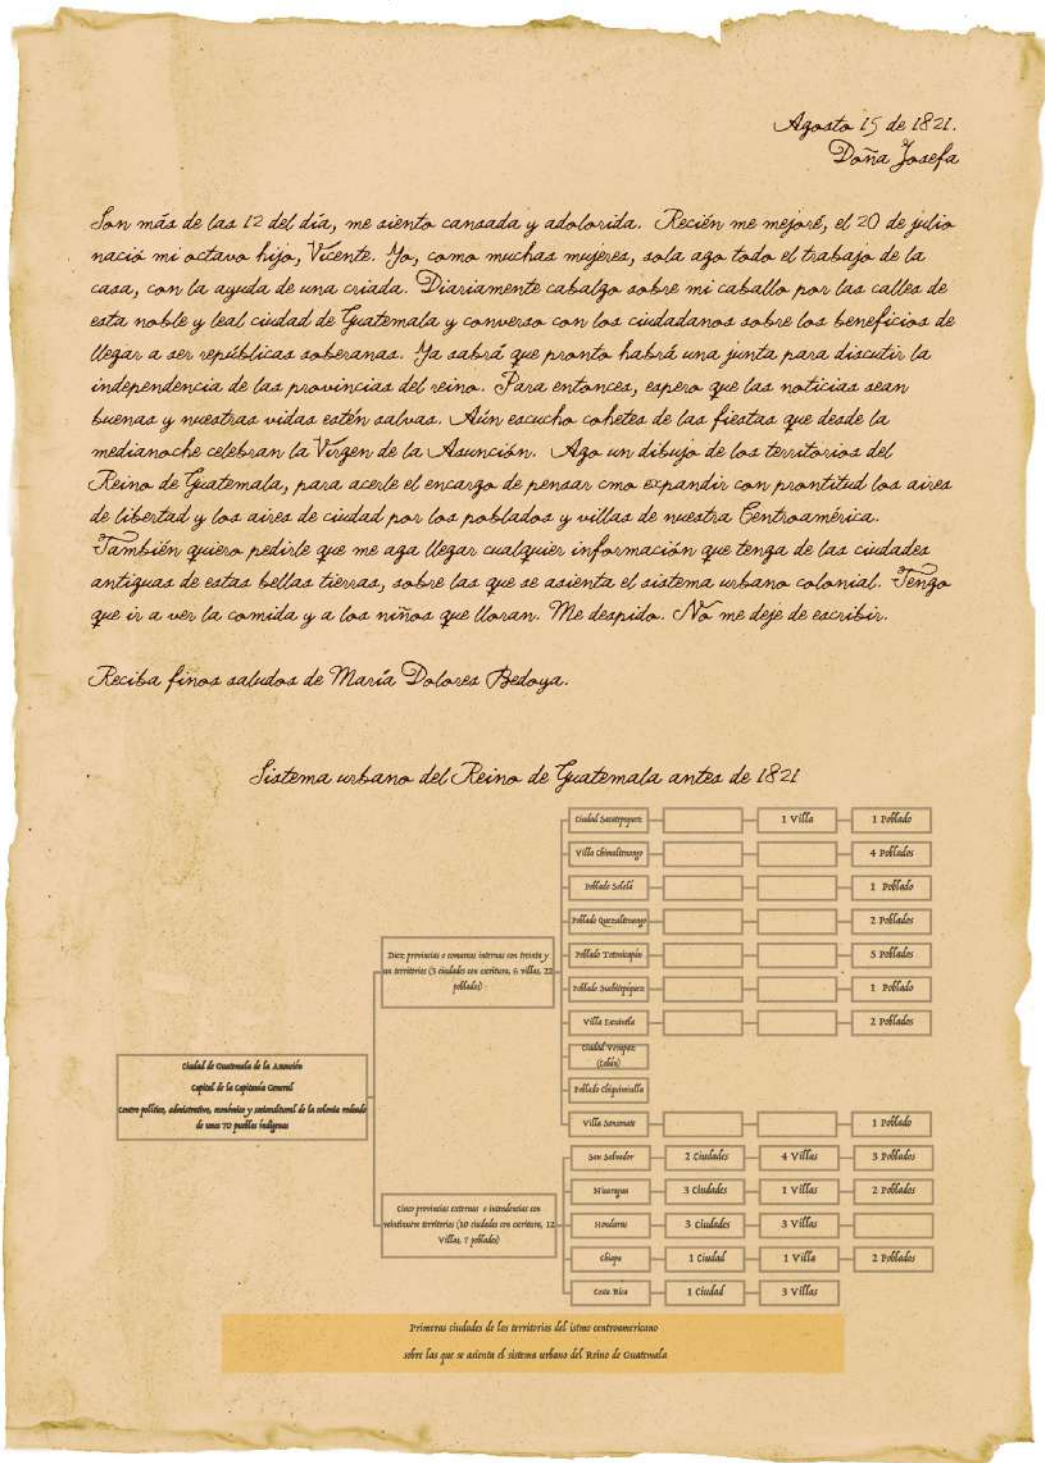 Agosto 15 de 1821.
Doña Josefa
Son más de las 12 del día, me siento cansada y adolorida. Recién me mejoré, el 20 de julio
nació mi octavo hijo, Vicente. Yo, como muchas mujeres, sola ago todo el trabajo de la
casa, con la ayuda de una criada. Diariamente cabalgo sobre mi caballo por las calles de
esta noble y leal ciudad de Guatemala y converso con los ciudadanos sobre los beneficios de
llegar a ser repúblicas soberanas. Ya sabrá que pronto habrá una junta para discutir la
independencia de las provincias del reino. Para entonces, espero que las noticias sean
buenas y nuestras vidas estén salvas. Aún escucho cohetes de las fiestas que desde la
medianoche celebran la Virgen de la Asunción. Ago un dibujo de los territorios del
Reino de Guatemala, para acerle el encargo de pensar cmo expandir con prontitud los aires
de libertad y los aires de ciudad por los poblados y villas de nuestra Centroamérica.
También quiero pedirle que me aga llegar cualquier información que tenga de las ciudades
antiguas de estas bellas tierras, sobre las que se asienta el sistema urbano colonial. Tengo
que ir a ver la comida y a los niños que lloran. Me despido. No me deje de escribir.
Reciba finos saludos de María Dolores Bedoya.
Sistema urbano del Reino de Guatemala antes de 1821
Ciudad de Guatemala de la Asunción
Capital de la Capitanía General
Centro político, administrativo, económico y sociocultural de la colonia rodeado
de unos 70 pueblos indígenas
Diez provincias o comarcas internas con treinta y
un territorios (3 ciudades con escritura, 6 villas, 22
poblados)
Ciudad Sacatepequez 1 Villa 1 Poblado
Villa Chimaltenango 4 Poblados
Poblado Sololá 1 Poblado
Poblado Quezaltenango 2 Poblados
Poblado Totonicapán 5 Poblados
Poblado Suchitepéquez 1 Poblado
Villa Escuintla 2 Poblados
Ciudad Verapaz
(Cobán)
Poblado Chiquimulla
Villa Sonsonate 1 Poblado
Cinco provincias externas o intendencias con
veintinueve territorios (10 ciudades con escritura, 12
Villas, 7 poblados)
San Salvador 2 Ciudades 4 Villas 3 Poblados
Nicaragua 3 Ciudades 1 Villas 2 Poblados
Honduras 3 Ciudades 3 Villas
Chiapa 1 Ciudad 1 Villa 2 Poblados
Costa Rica 1 Ciudad 3 Villas
Primeras ciudades de los territorios del istmo centroamericano
sobre las que se asienta el sistema urbano del Reino de Guatemala